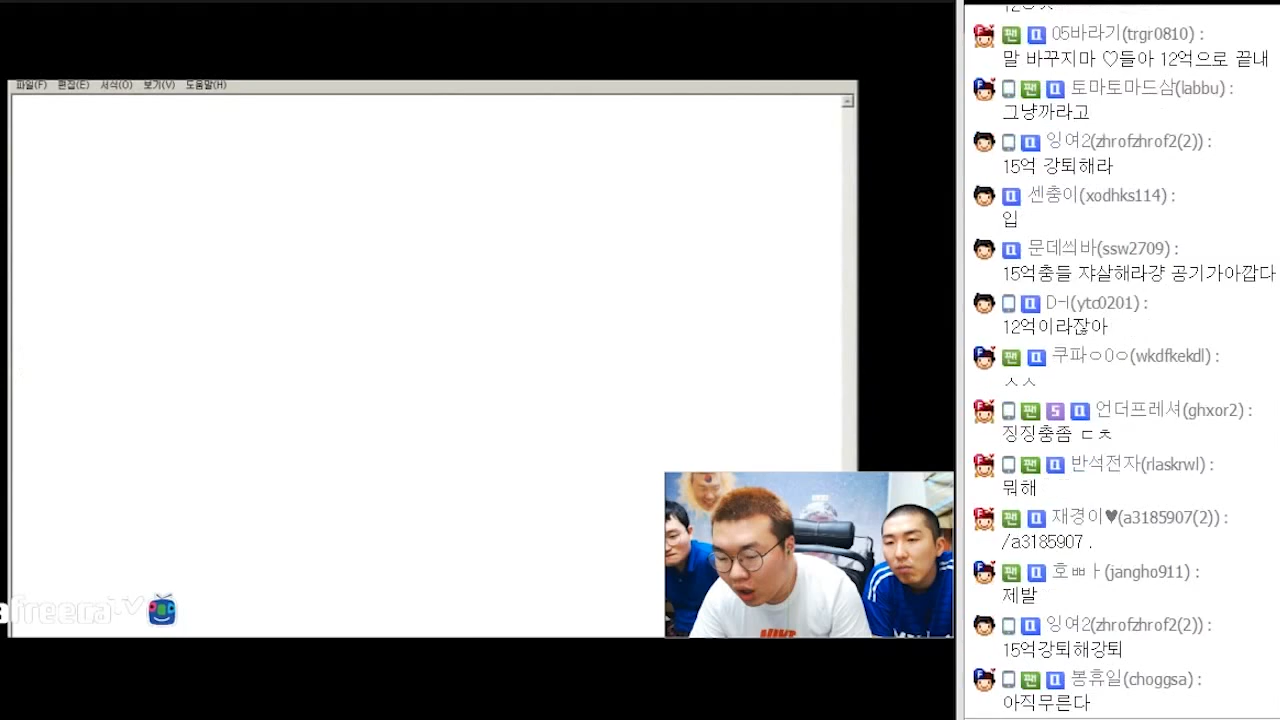 파일(F) 편집(E) 서식(O) 보기(V) 도움말(H)
05바라기(trgr0810) :
말 바꾸지마 ♡들아 12억으로 끝내
토마토마드삼(labbu) :
그냥까라고
잉여2(zhrofzhrof2(2)) :
15억 강퇴해라
센충이(xodhks114) :
입
문데씌바(ssw2709) :
15억충들 쟈살해라걍 공기가아깝다
D-I(ytc0201) :
12억이라잖아
쿠파ㅇ0ㅇ(wkdfkekdl) :
ㅅㅅ
언더프레셔(ghxor2) :
징징충좀 ㄷㅊ
반석전자(rlaskrwl) :
뭐해
재경이♥(a3185907(2)) :
/a3185907 .
호ㅃㅏ(jangho911) :
제발
잉여2(zhrofzhrof2(2)) :
15억강퇴해강퇴
봉휴일(choggsa) :
아직무른다
afreecaTV